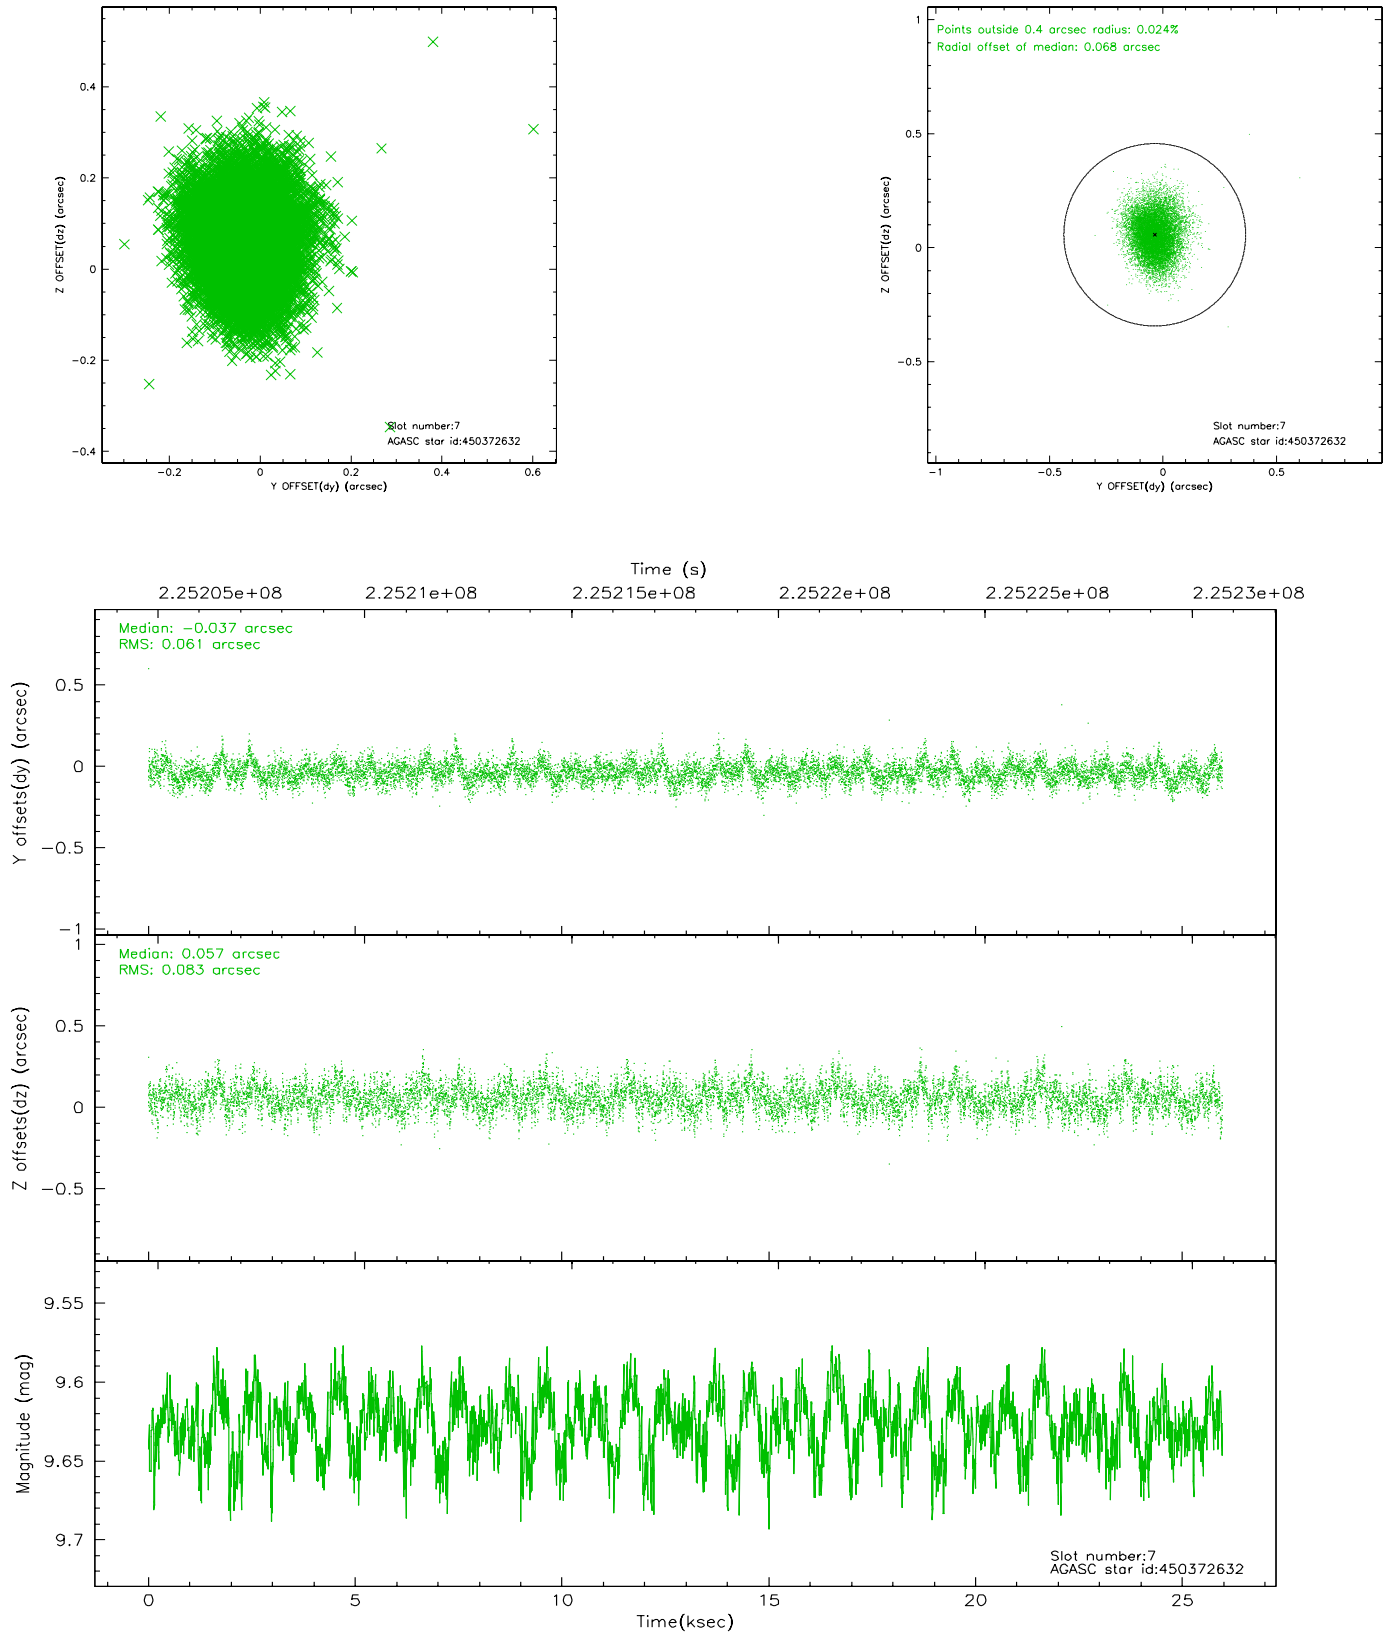 0.4
0.2
0
−0.2
−0.4
Z OFFSET(dz) (arcsec)
Slot number:7
AGASC star id:450372632
−0.2
0
0.2
0.4
0.6
Y OFFSET(dy) (arcsec)
1
0.5
0
−0.5
Z OFFSET(dz) (arcsec)
Points outside 0.4 arcsec radius: 0.024%
Radial offset of median: 0.068 arcsec
Slot number:7
AGASC star id:450372632
−1
−0.5
0
0.5
Y OFFSET(dy) (arcsec)
Time (s)
2.25205e+08
2.2521e+08
2.25215e+08
2.2522e+08
2.25225e+08
2.2523e+08
Median: −0.037 arcsec
RMS: 0.061 arcsec
0.5
0
−0.5
−1
Y offsets(dy) (arcsec)
Median: 0.057 arcsec
RMS: 0.083 arcsec
1
0.5
0
−0.5
Z offsets(dz) (arcsec)
9.55
9.6
9.65
9.7
Magnitude (mag)
Slot number:7
AGASC star id:450372632
0
5
10
15
20
25
Time(ksec)